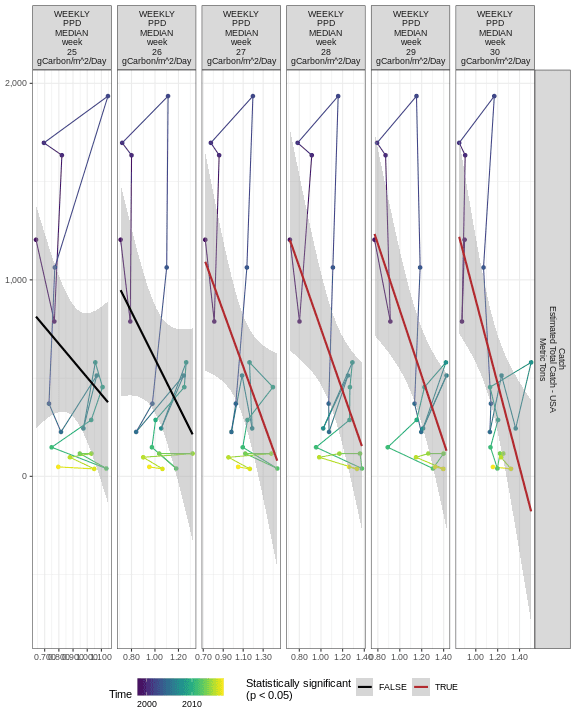 WEEKLY
PPD
MEDIAN
week
25
gCarbon/m^2/Day
WEEKLY
PPD
MEDIAN
week
26
gCarbon/m^2/Day
WEEKLY
PPD
MEDIAN
week
27
gCarbon/m^2/Day
WEEKLY
PPD
MEDIAN
week
28
gCarbon/m^2/Day
WEEKLY
PPD
MEDIAN
week
29
gCarbon/m^2/Day
WEEKLY
PPD
MEDIAN
week
30
gCarbon/m^2/Day
2,000
1,000
0
Catch
Estimated Total Catch - USA
Metric Tons
0.80 1.00 1.20
0.70 0.90 1.10 1.30
0.80 1.00 1.20 1.40
0.80 1.00 1.20 1.40
1.00 1.20 1.40
Time
2000 2010
Statistically significant
(p < 0.05)
FALSE
TRUE